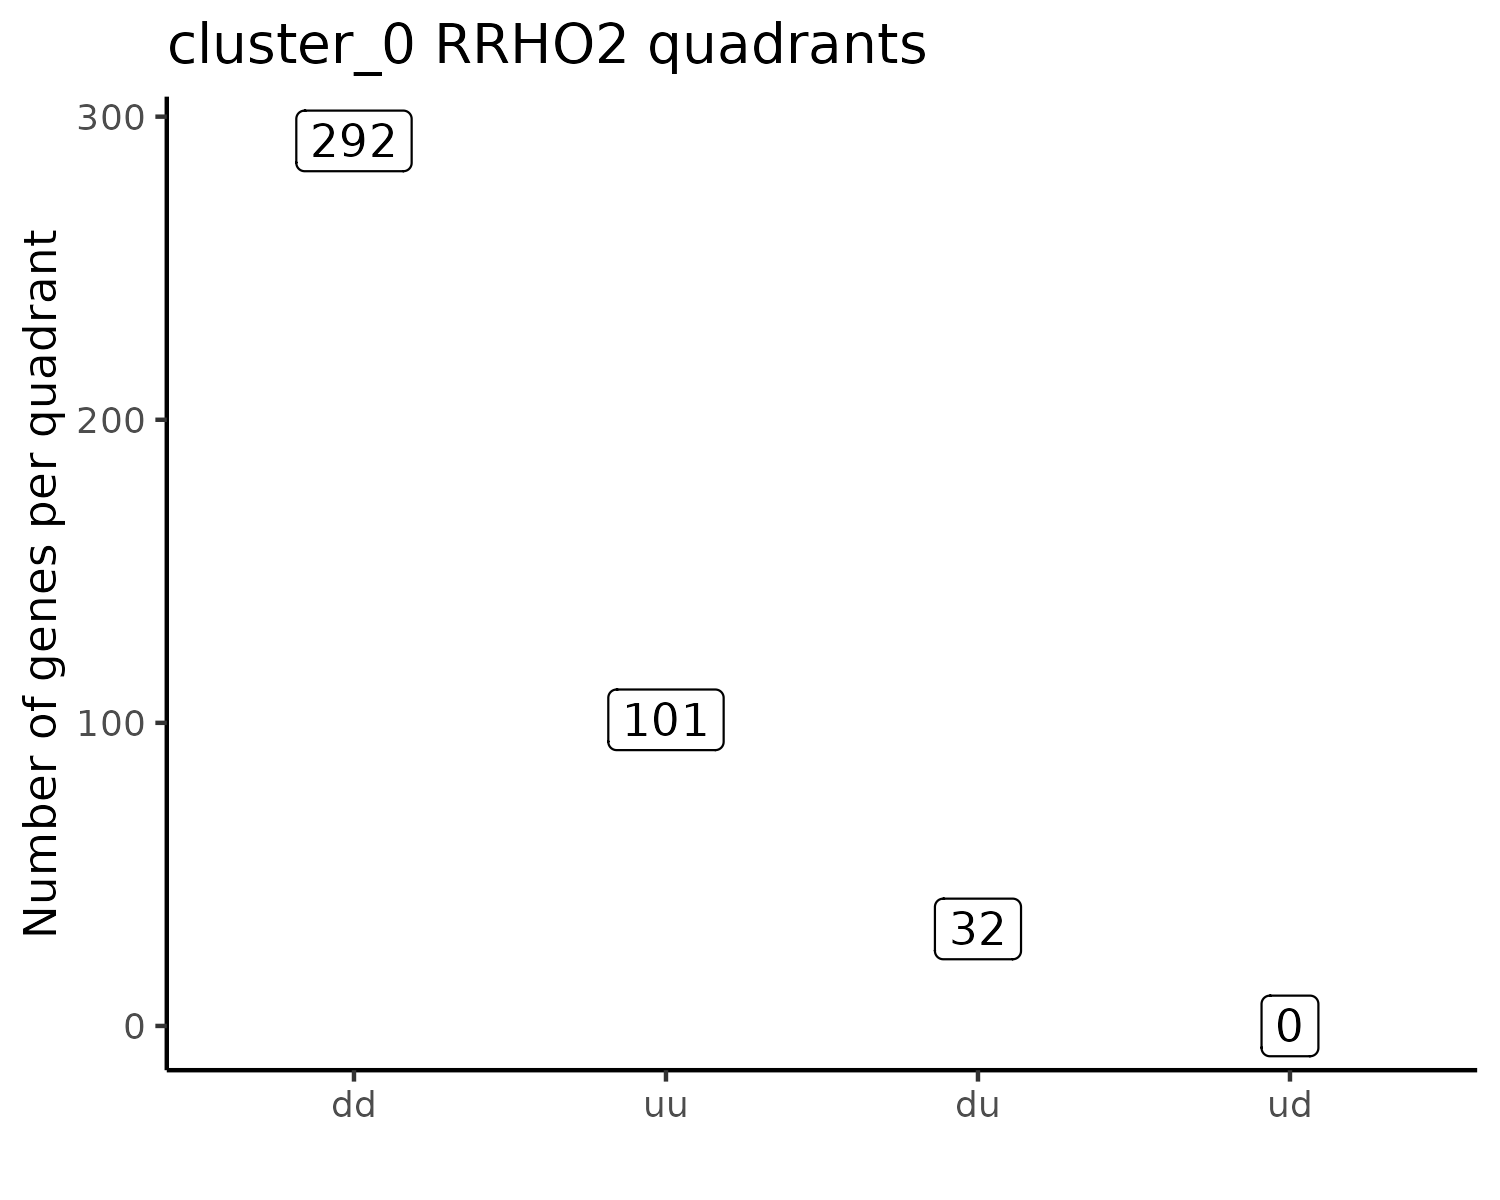 cluster_0 RRHO2 quadrants
Number of genes per quadrant
300
200
100
0
292
101
32
0
dd
uu
du
ud